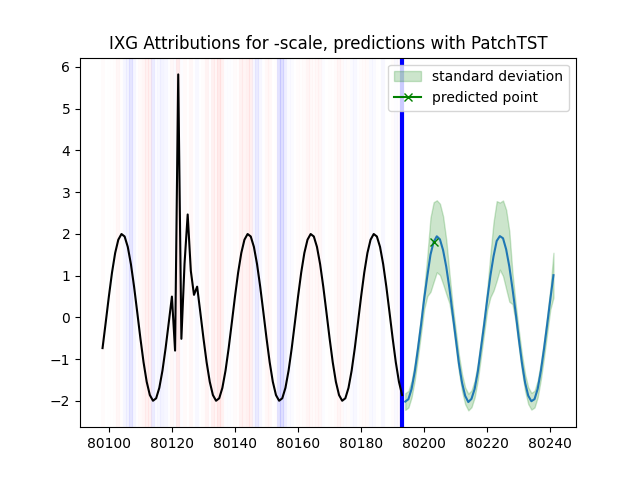 IXG Attributions for -scale, predictions with PatchTST
standard deviation
predicted point
6
5
4
3
2
1
0
−1
−2
80100 80120 80140 80160 80180 80200 80220 80240